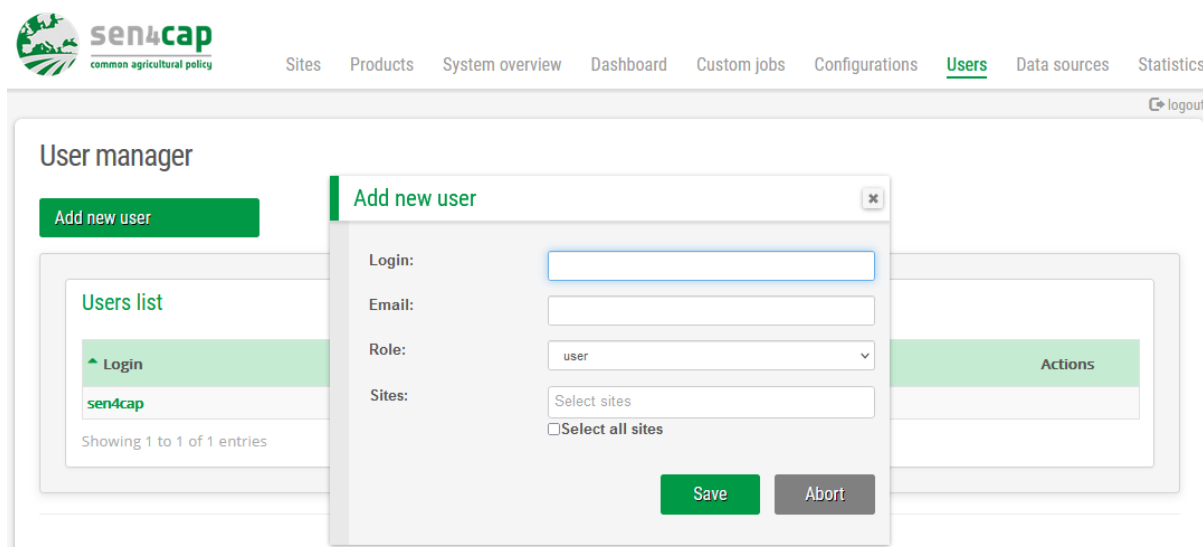 sen4cap
common agricultural policy
Sites Products System overview Dashboard Custom jobs Configurations Users Data sources Statistics
logout
User manager
Add new user
Add new user
Login:
Email:
Users list
Role:
user
Login
Actions
Sites:
Select sites
sen4cap
Select all sites
Showing 1 to 1 of 1 entries
Save Abort